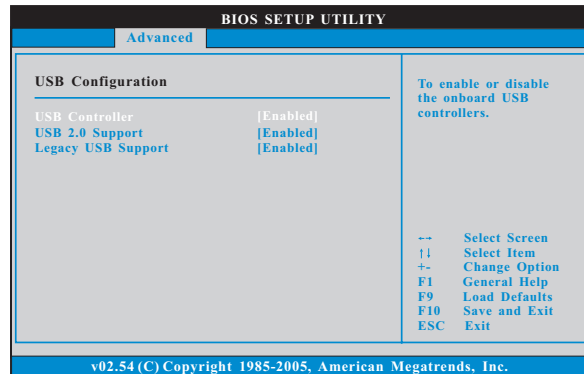 BIOS SETUP UTILITY
Advanced
USB Configuration
USB Controller [Enabled]
USB 2.0 Support [Enabled]
Legacy USB Support [Enabled]
To enable or disable
the onboard USB
controllers.
←→ Select Screen
↑↓ Select Item
+- Change Option
F1 General Help
F9 Load Defaults
F10 Save and Exit
ESC Exit
v02.54 (C) Copyright 1985-2005, American Megatrends, Inc.